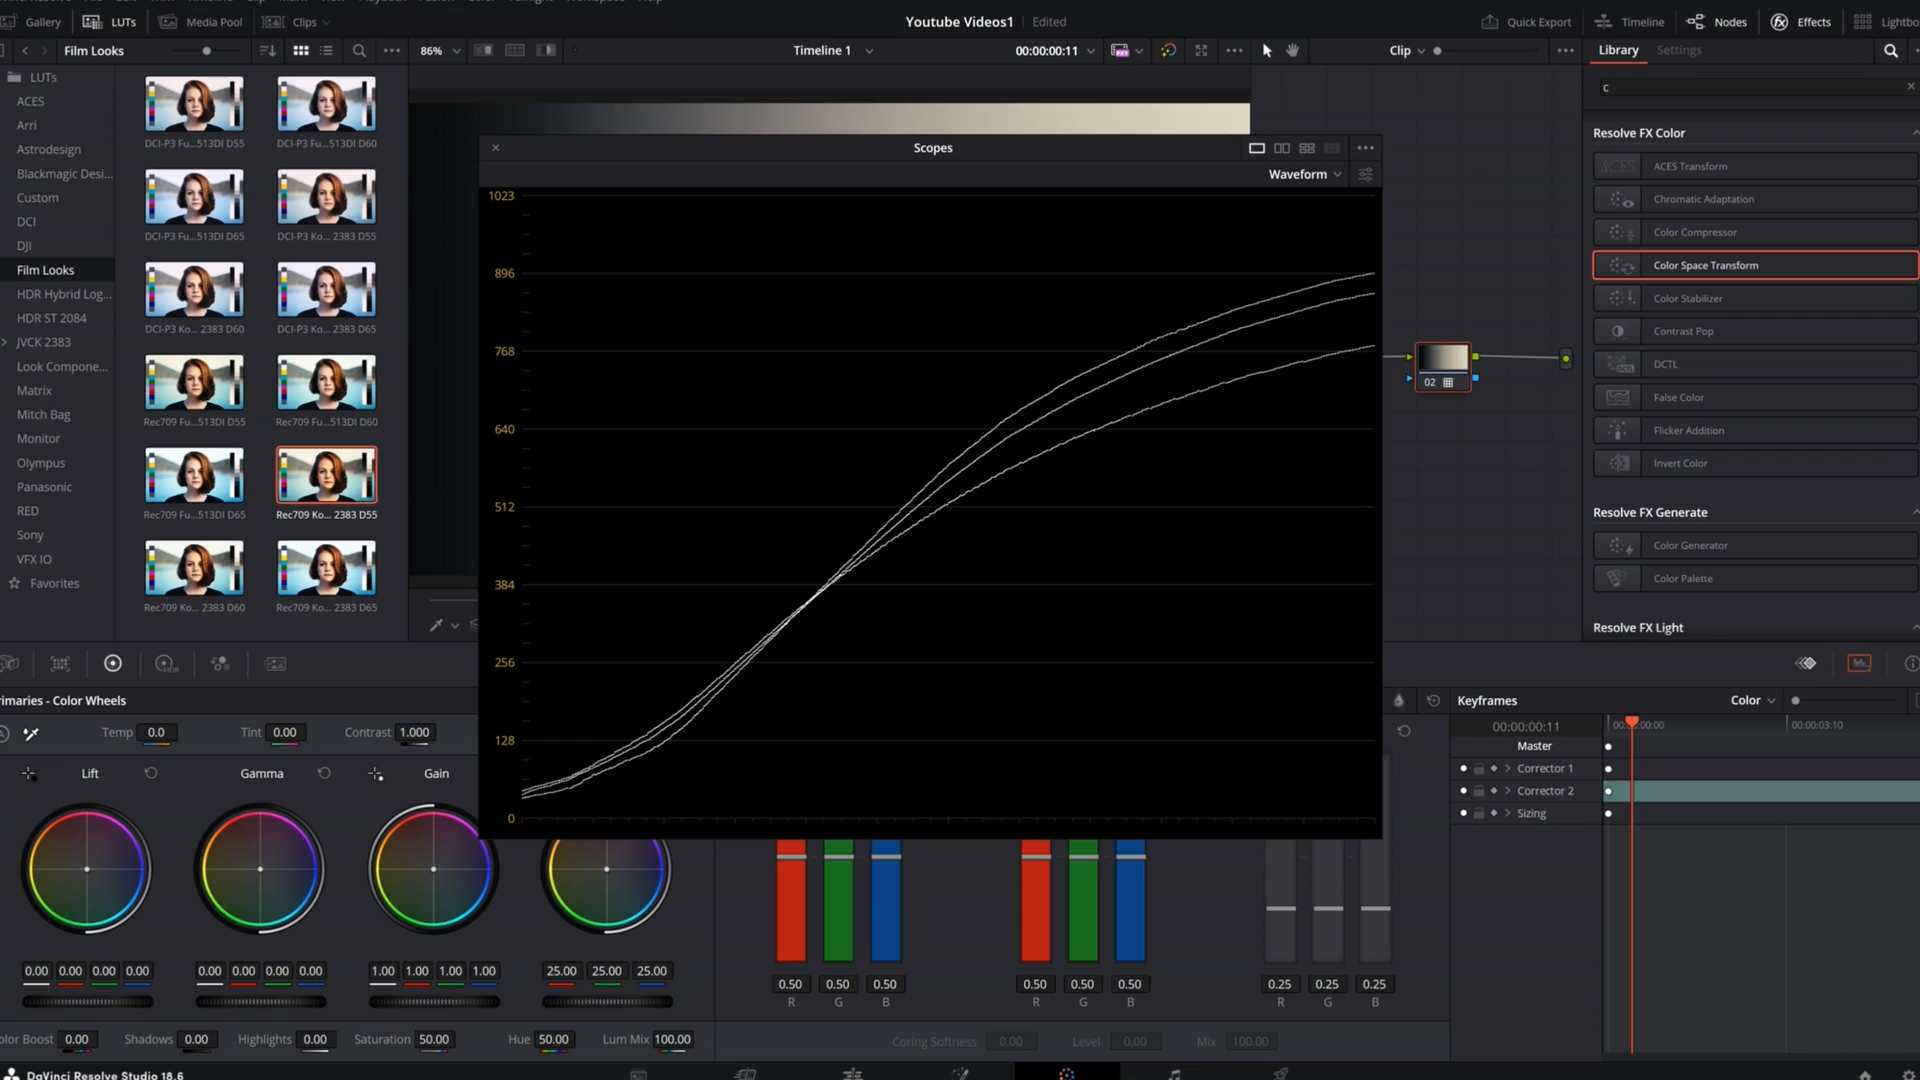 Gallery
LUTs
Media Pool
Clips
Youtube Videos1
Edited
Quick Export
Timeline
Nodes
Effects
Film Looks
86%
Timeline 1
00:00:00:11
Clip
Library
Settings
LUTs
ACES
Arri
Astrodesign
Blackmagic Desi...
Custom
DCI
DJI
Film Looks
HDR Hybrid Log...
HDR ST 2084
JVCK 2383
Look Compone...
Matrix
Mitch Bag
Monitor
Olympus
Panasonic
RED
Sony
VFX IO
Favorites
DCI-P3 Fu...513DI D55
DCI-P3 Fu...513DI D60
DCI-P3 Fu...513DI D65
DCI-P3 Ko... 2383 D55
DCI-P3 Ko... 2383 D60
DCI-P3 Ko... 2383 D65
Rec709 Fu...513DI D55
Rec709 Fu...513DI D60
Rec709 Fu...513DI D65
Rec709 Ko... 2383 D55
Rec709 Ko... 2383 D60
Rec709 Ko... 2383 D65
Scopes
Waveform
1023
896
768
640
512
384
256
128
0
02
c
Resolve FX Color
ACES Transform
Chromatic Adaptation
Color Compressor
Color Space Transform
Color Stabilizer
Contrast Pop
DCTL
False Color
Flicker Addition
Invert Color
Resolve FX Generate
Color Generator
Color Palette
Resolve FX Light
HDR
rimaries - Color Wheels
Temp 0.0
Tint 0.00
Contrast 1.000
Lift
Gamma
Gain
0.00 0.00 0.00 0.00
0.00 0.00 0.00 0.00
1.00 1.00 1.00 1.00
25.00 25.00 25.00
0.50 0.50 0.50
R G B
0.50 0.50 0.50
R G B
0.25 0.25 0.25
R G B
olor Boost 0.00
Shadows 0.00
Highlights 0.00
Saturation 50.00
Hue 50.00
Lum Mix 100.00
Coring Softness 0.00
Level 0.00
Mix 100.00
Keyframes
Color
00:00:00:11
00:00:03:10
Master
Corrector 1
Corrector 2
Sizing
DaVinci Resolve Studio 18.6